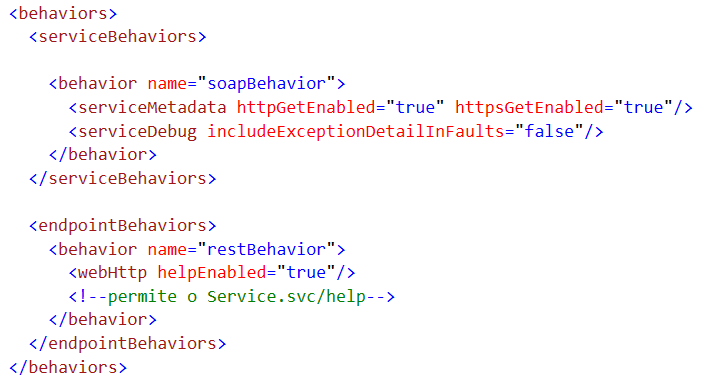 <behaviors>
<serviceBehaviors>
<behavior name="soapBehavior">
<serviceMetadata httpGetEnabled="true" httpsGetEnabled="true"/>
<serviceDebug includeExceptionDetailInFaults="false"/>
</behavior>
</serviceBehaviors>
<endpointBehaviors>
<behavior name="restBehavior">
<webHttp helpEnabled="true"/>
<!--permite o Service.svc/help-->
</behavior>
</endpointBehaviors>
</behaviors>